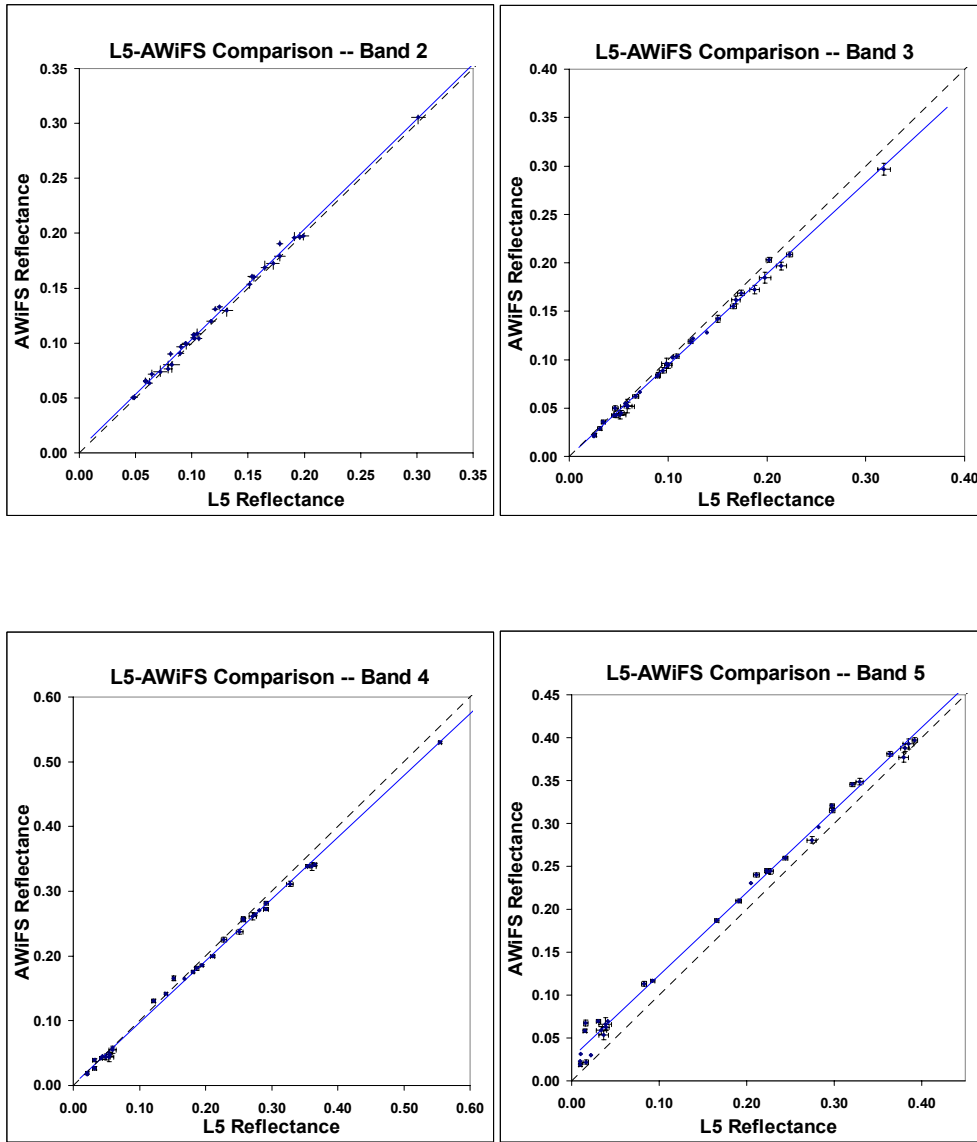 L5-AWiFS Comparison -- Band 2
0.35
0.30
0.25
0.20
0.15
0.10
0.05
0.00
AWiFS Reflectance
0.00 0.05 0.10 0.15 0.20 0.25 0.30 0.35
L5 Reflectance
L5-AWiFS Comparison -- Band 3
0.40
0.35
0.30
0.25
0.20
0.15
0.10
0.05
0.00
AWiFS Reflectance
0.00 0.10 0.20 0.30 0.40
L5 Reflectance
L5-AWiFS Comparison -- Band 4
0.60
0.50
0.40
0.30
0.20
0.10
0.00
AWiFS Reflectance
0.00 0.10 0.20 0.30 0.40 0.50 0.60
L5 Reflectance
L5-AWiFS Comparison -- Band 5
0.45
0.40
0.35
0.30
0.25
0.20
0.15
0.10
0.05
0.00
AWiFS Reflectance
0.00 0.10 0.20 0.30 0.40
L5 Reflectance